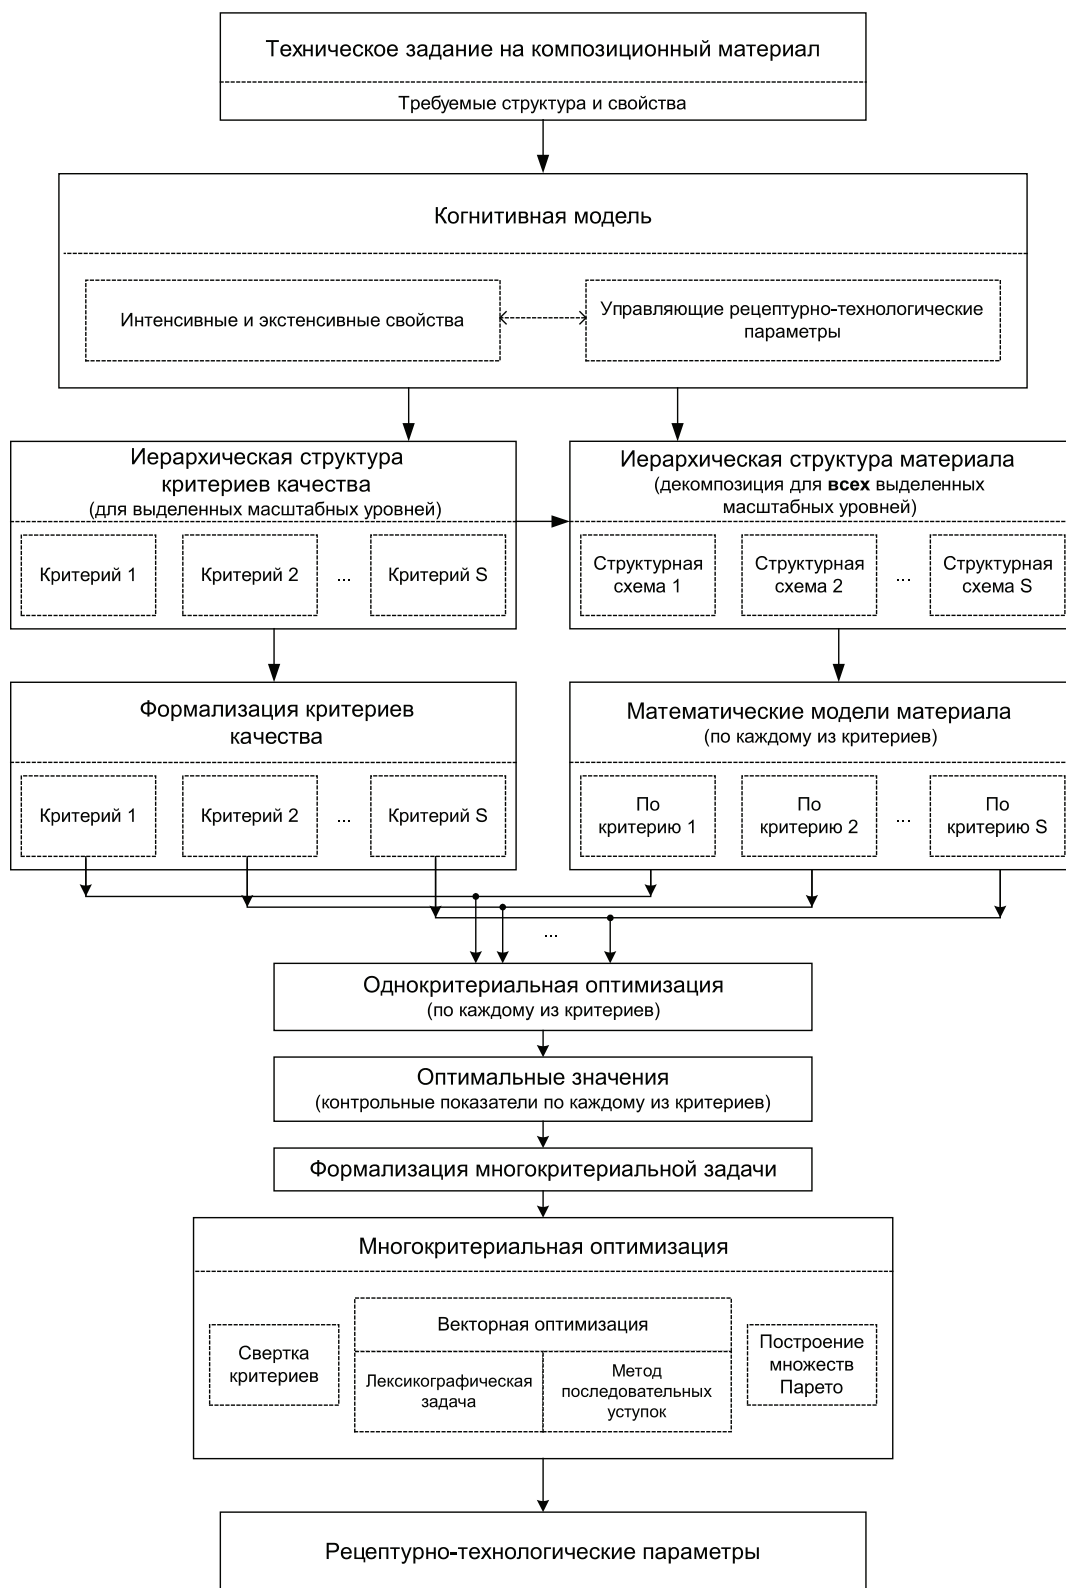 Техническое задание на композиционный материал
Требуемые структура и свойства
Когнитивная модель
Интенсивные и экстенсивные свойства
Управляющие рецептурно-технологические
параметры
Иерархическая структура
критериев качества
(для выделенных масштабных уровней)
Критерий 1
Критерий 2
...
Критерий S
Иерархическая структура материала
(декомпозиция для всех выделенных
масштабных уровней)
Структурная
схема 1
Структурная
схема 2
...
Структурная
схема S
Формализация критериев
качества
Критерий 1
Критерий 2
...
Критерий S
Математические модели материала
(по каждому из критериев)
По
критерию 1
По
критерию 2
...
По
критерию S
...
Однокритериальная оптимизация
(по каждому из критериев)
Оптимальные значения
(контрольные показатели по каждому из критериев)
Формализация многокритериальной задачи
Многокритериальная оптимизация
Свертка
критериев
Векторная оптимизация
Лексикографическая
задача
Метод
последовательных
уступок
Построение
множеств
Парето
Рецептурно-технологические параметры